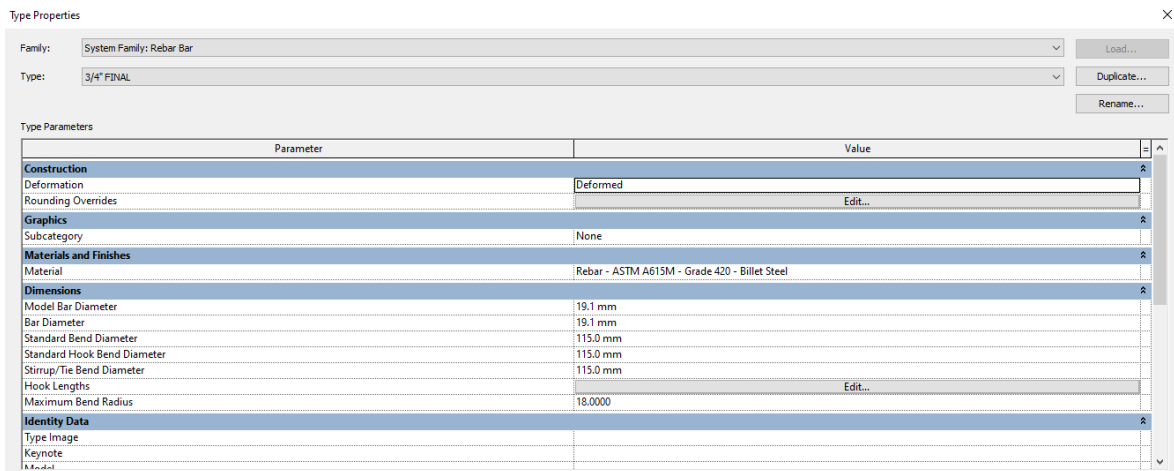 Type Properties
Family: System Family: Rebar Bar Load...
Type: 3/4" FINAL Duplicate...
Rename...
Type Parameters
Parameter Value =
Construction
Deformation Deformed
Rounding Overrides Edit...
Graphics
Subcategory None
Materials and Finishes
Material Rebar - ASTM A615M - Grade 420 - Billet Steel
Dimensions
Model Bar Diameter 19.1 mm
Bar Diameter 19.1 mm
Standard Bend Diameter 115.0 mm
Standard Hook Bend Diameter 115.0 mm
Stirrup/Tie Bend Diameter 115.0 mm
Hook Lengths Edit...
Maximum Bend Radius 18.0000
Identity Data
Type Image
Keynote
Model